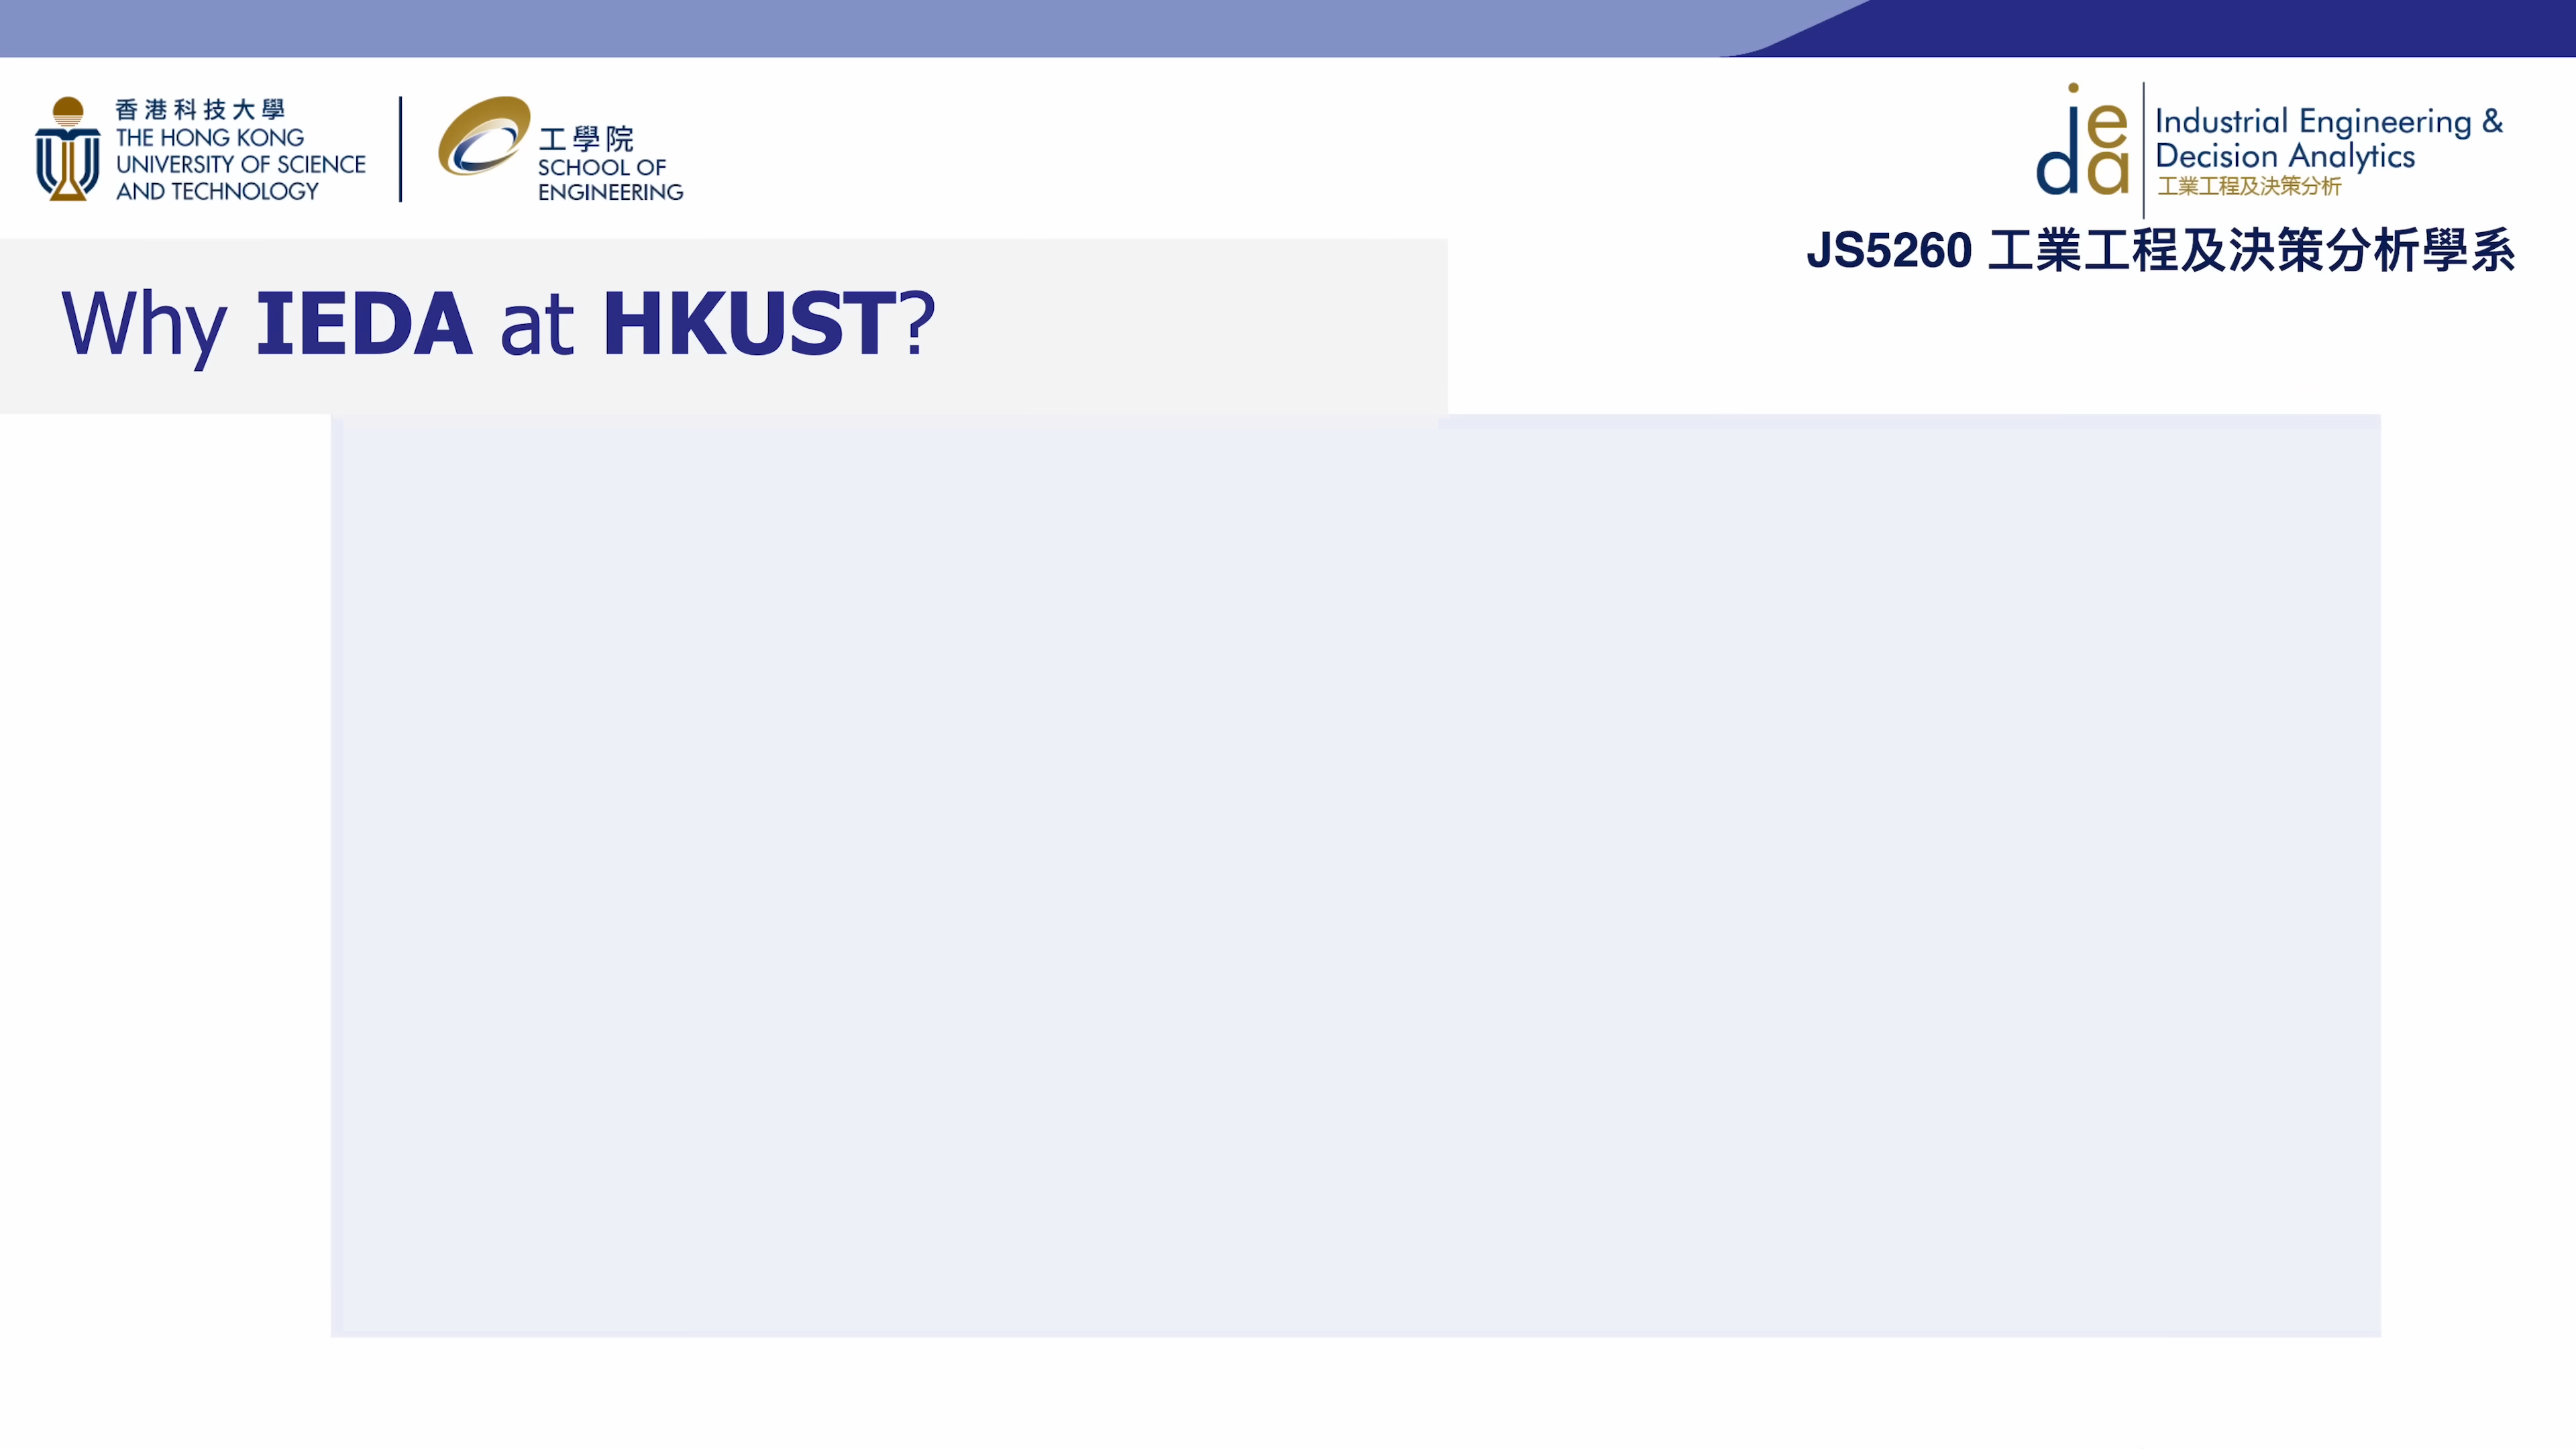 香港科技大學
THE HONG KONG
UNIVERSITY OF SCIENCE
AND TECHNOLOGY
工學院
SCHOOL OF
ENGINEERING
ieda
Industrial Engineering &
Decision Analytics
工業工程及決策分析
JS5260 工業工程及決策分析學系
Why IEDA at HKUST?